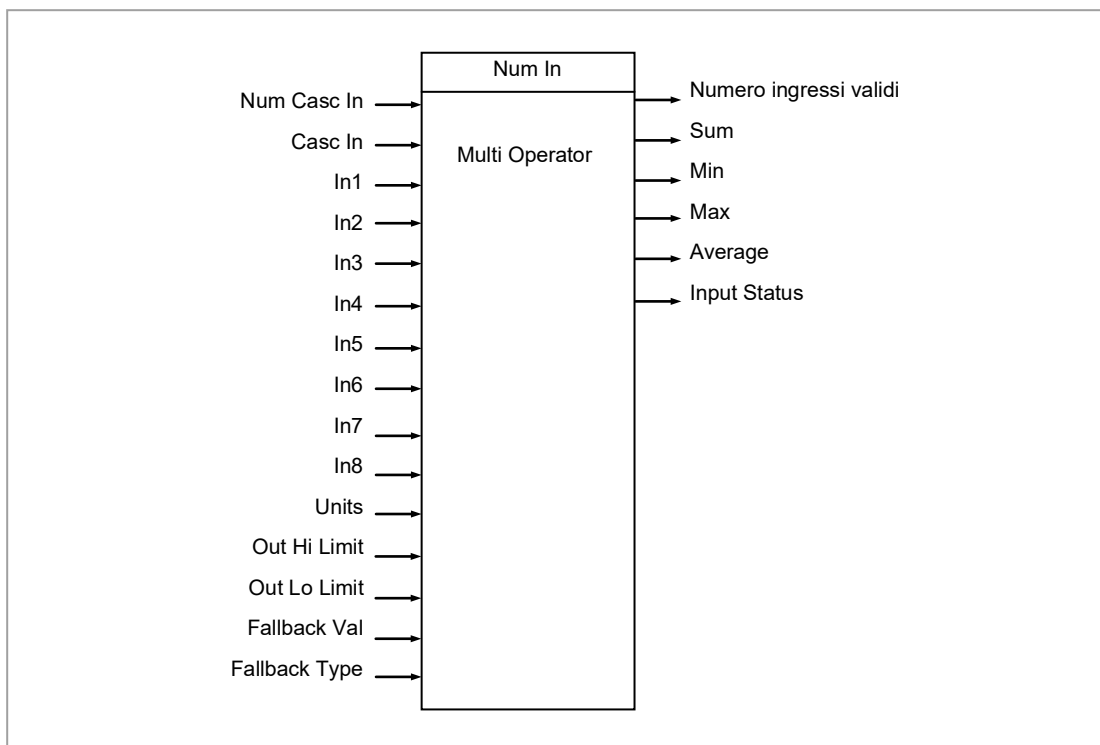 Num In
Multi Operator
Num Casc In
Casc In
In1
In2
In3
In4
In5
In6
In7
In8
Units
Out Hi Limit
Out Lo Limit
Fallback Val
Fallback Type
Numero ingressi validi
Sum
Min
Max
Average
Input Status